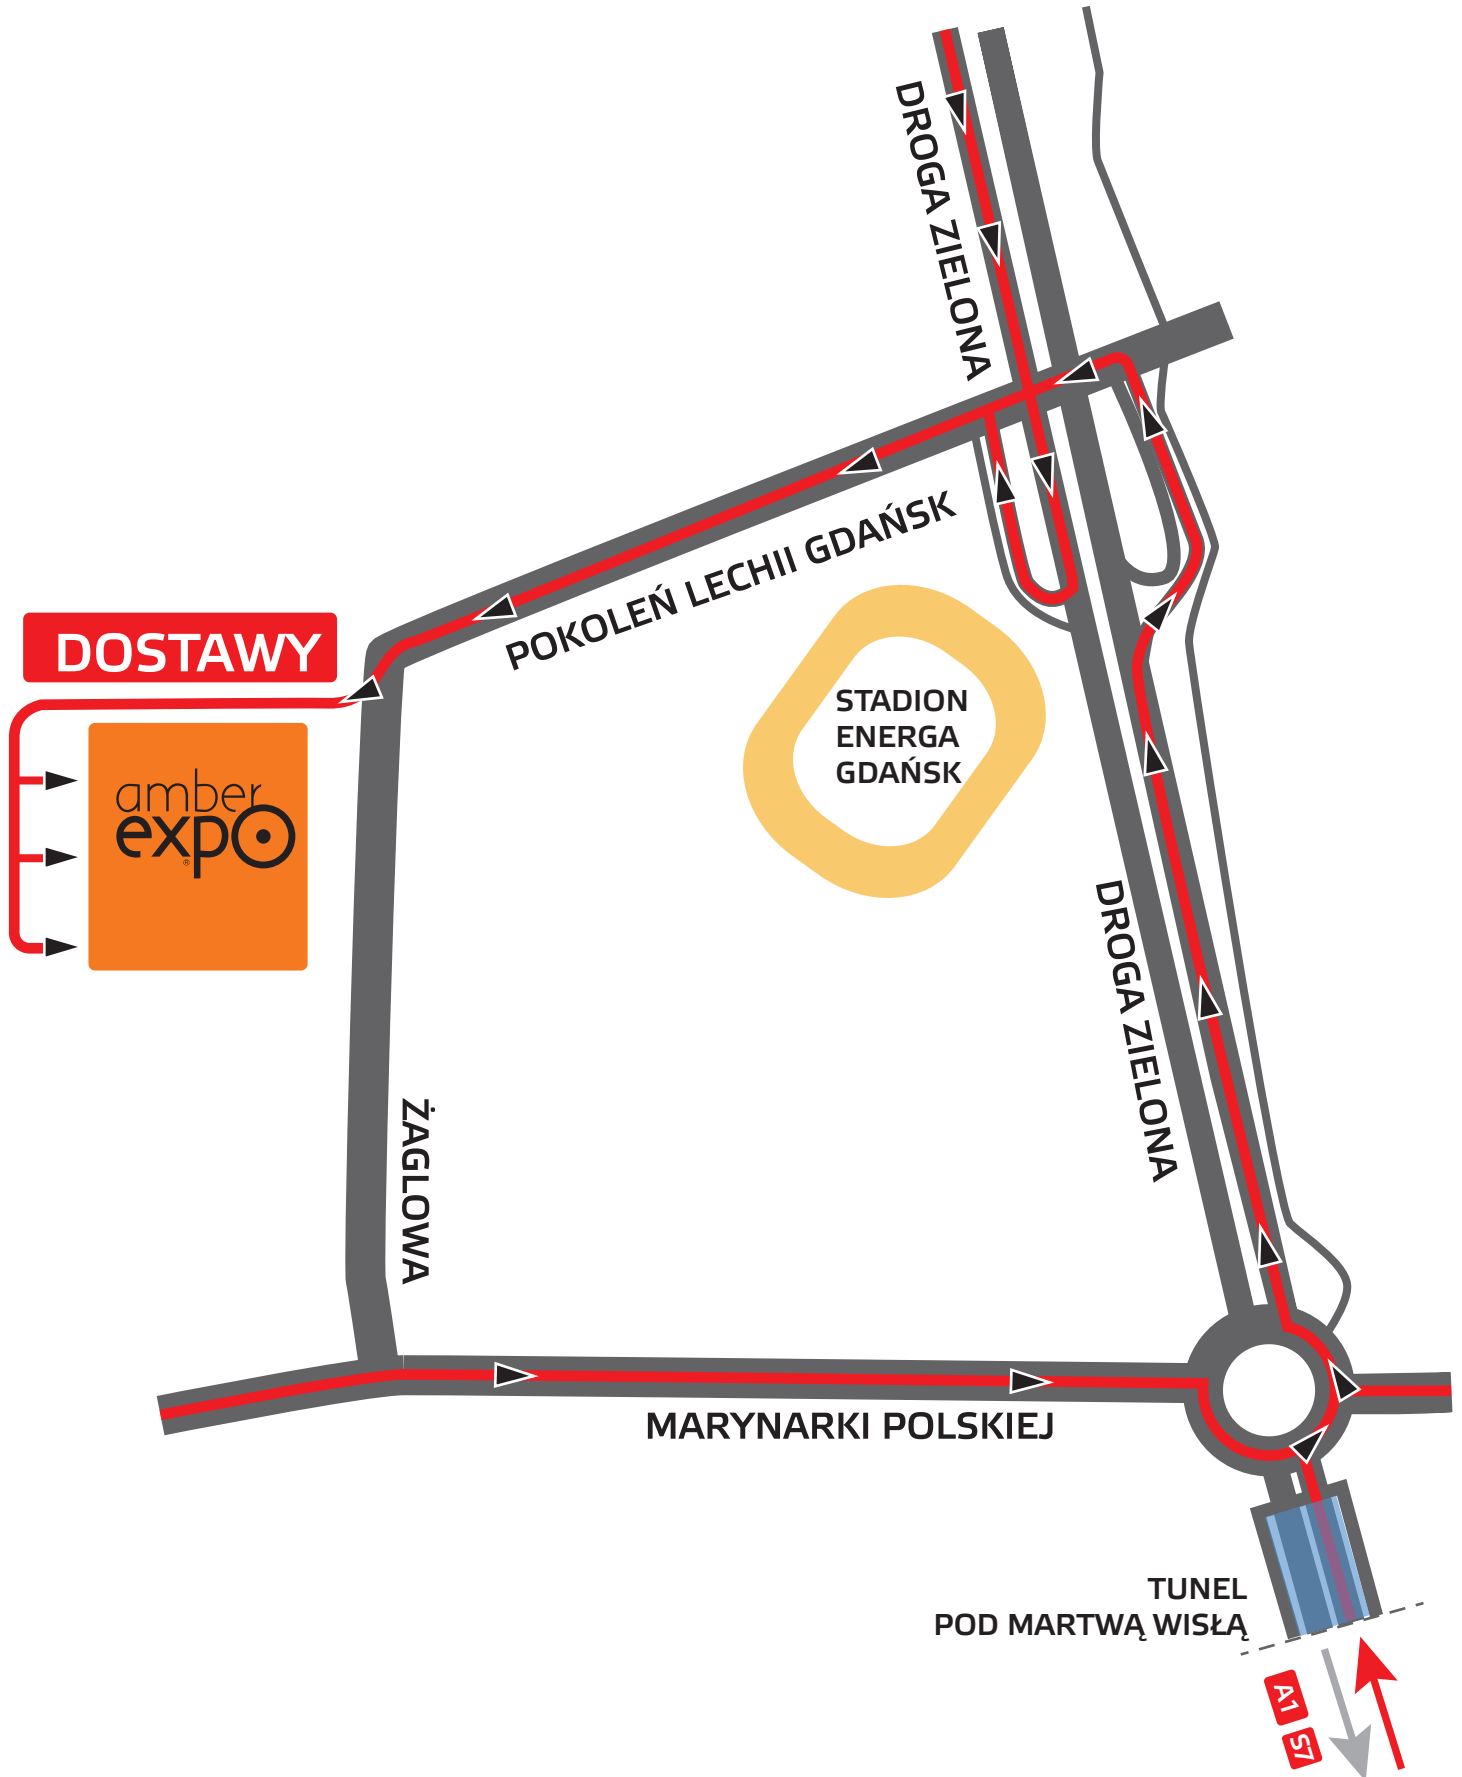 DROGA ZIELONA
POKOLEŃ LECHII GDAŃSK
DOSTAWY
STADION
ENERGA
GDAŃSK
amber
expo®
DROGA ZIELONA
ŻAGLOWA
MARYNARKI POLSKIEJ
TUNEL
POD MARTWĄ WISŁĄ
A1
S7